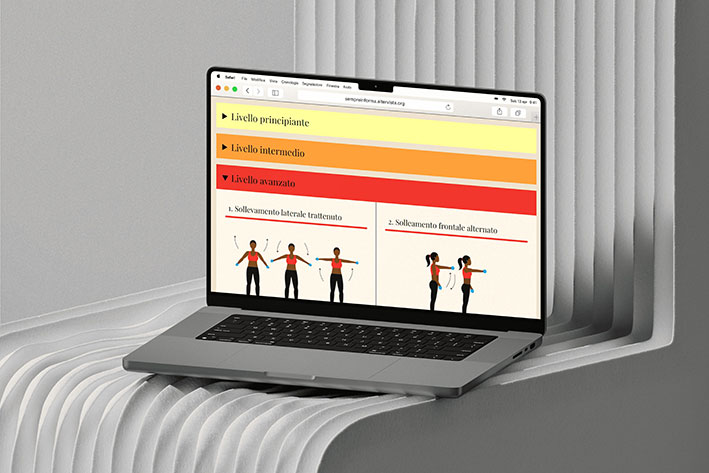 Safari File Modifica Vista Cronologia Segnalibri Finestra Aiuto
sempreinforma.altervista.org
Livello principiante
Livello intermedio
Livello avanzato
1. Sollevamento laterale trattenuto
2. Solleamento frontale alternato